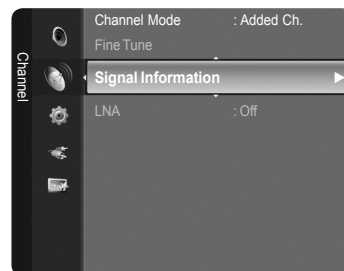 Channel
Channel Mode : Added Ch.
Fine Tune
Signal Information
LNA : Off